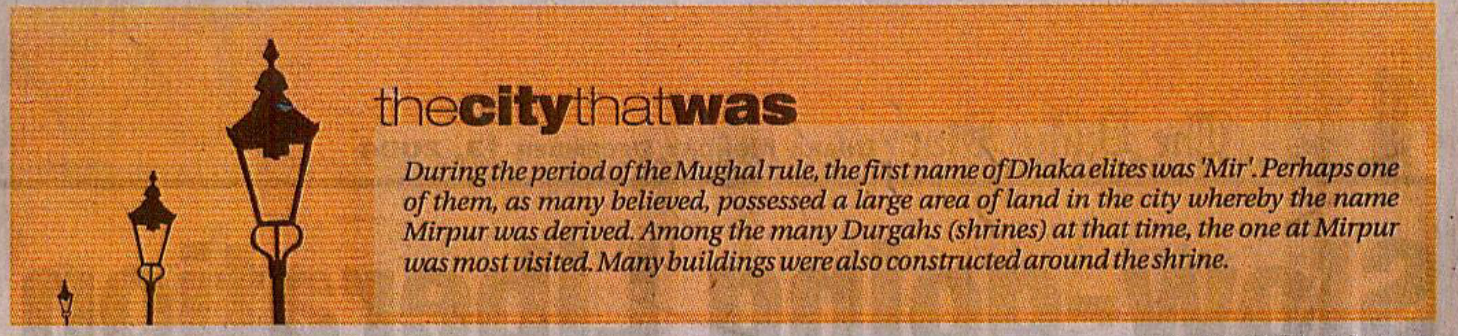 thecitythatwas
During the period of the Mughal rule, the first name of Dhaka elites was 'Mir'. Perhaps one
of them, as many believed, possessed a large area of land in the city whereby the name
Mirpur was derived. Among the many Durgahs (shrines) at that time, the one at Mirpur
was most visited. Many buildings were also constructed around the shrine.